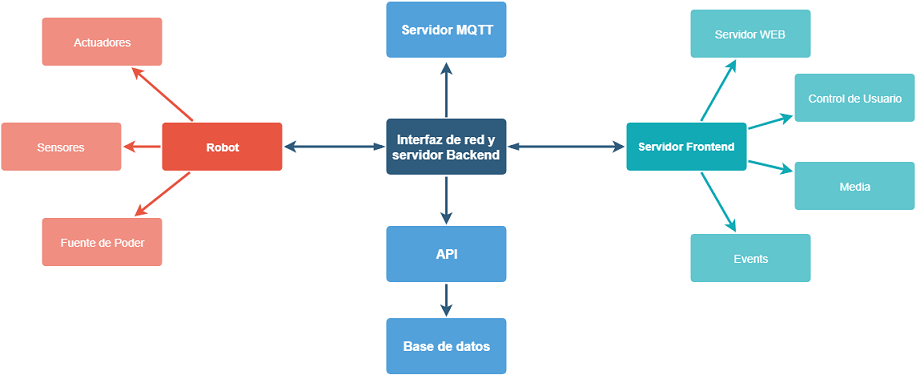 Actuadores
Sensores
Robot
Fuente de Poder
Servidor MQTT
Interfaz de red y
servidor Backend
API
Base de datos
Servidor WEB
Control de Usuario
Servidor Frontend
Media
Events